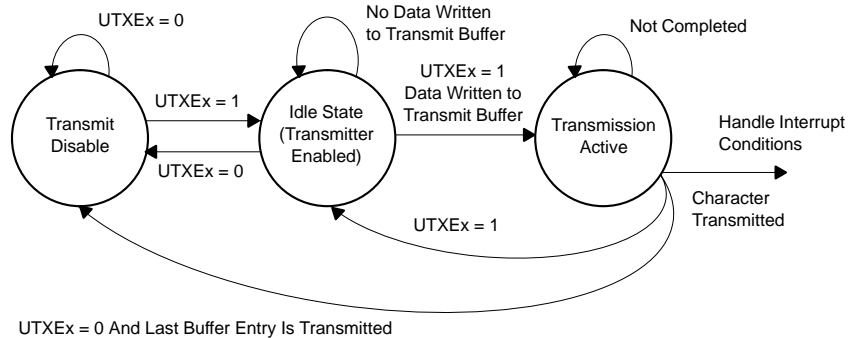 UTXEx = 0
No Data Written
to Transmit Buffer
Not Completed
UTXEx = 1
UTXEx = 1
Data Written to
Transmit Buffer
Transmit
Disable
Idle State
(Transmitter
Enabled)
Transmission
Active
Handle Interrupt
Conditions
UTXEx = 0
Character
Transmitted
UTXEx = 1
UTXEx = 0 And Last Buffer Entry Is Transmitted